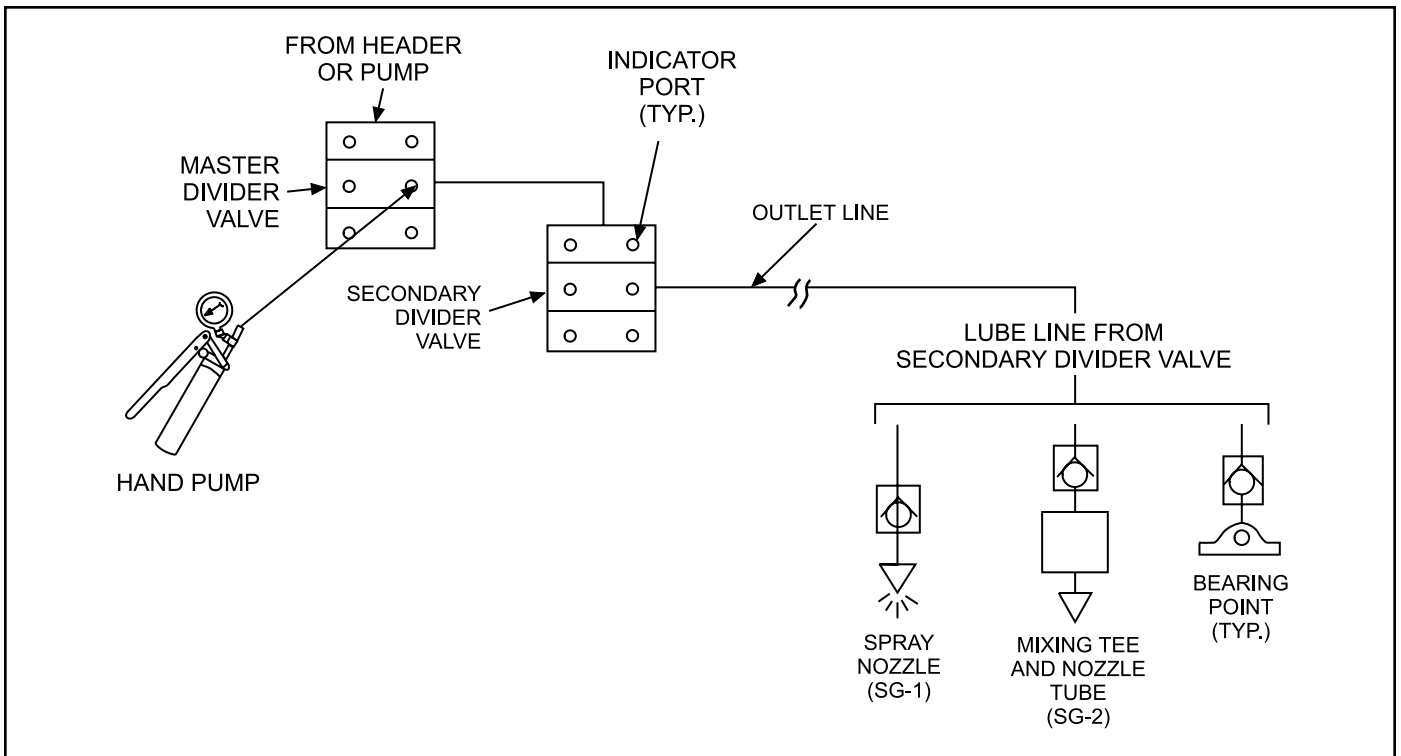 FROM HEADER
OR PUMP
INDICATOR
PORT
(TYP.)
MASTER
DIVIDER
VALVE
OUTLET LINE
SECONDARY
DIVIDER
VALVE
LUBE LINE FROM
SECONDARY DIVIDER VALVE
HAND PUMP
SPRAY
NOZZLE
(SG-1)
MIXING TEE
AND NOZZLE
TUBE
(SG-2)
BEARING
POINT
(TYP.)